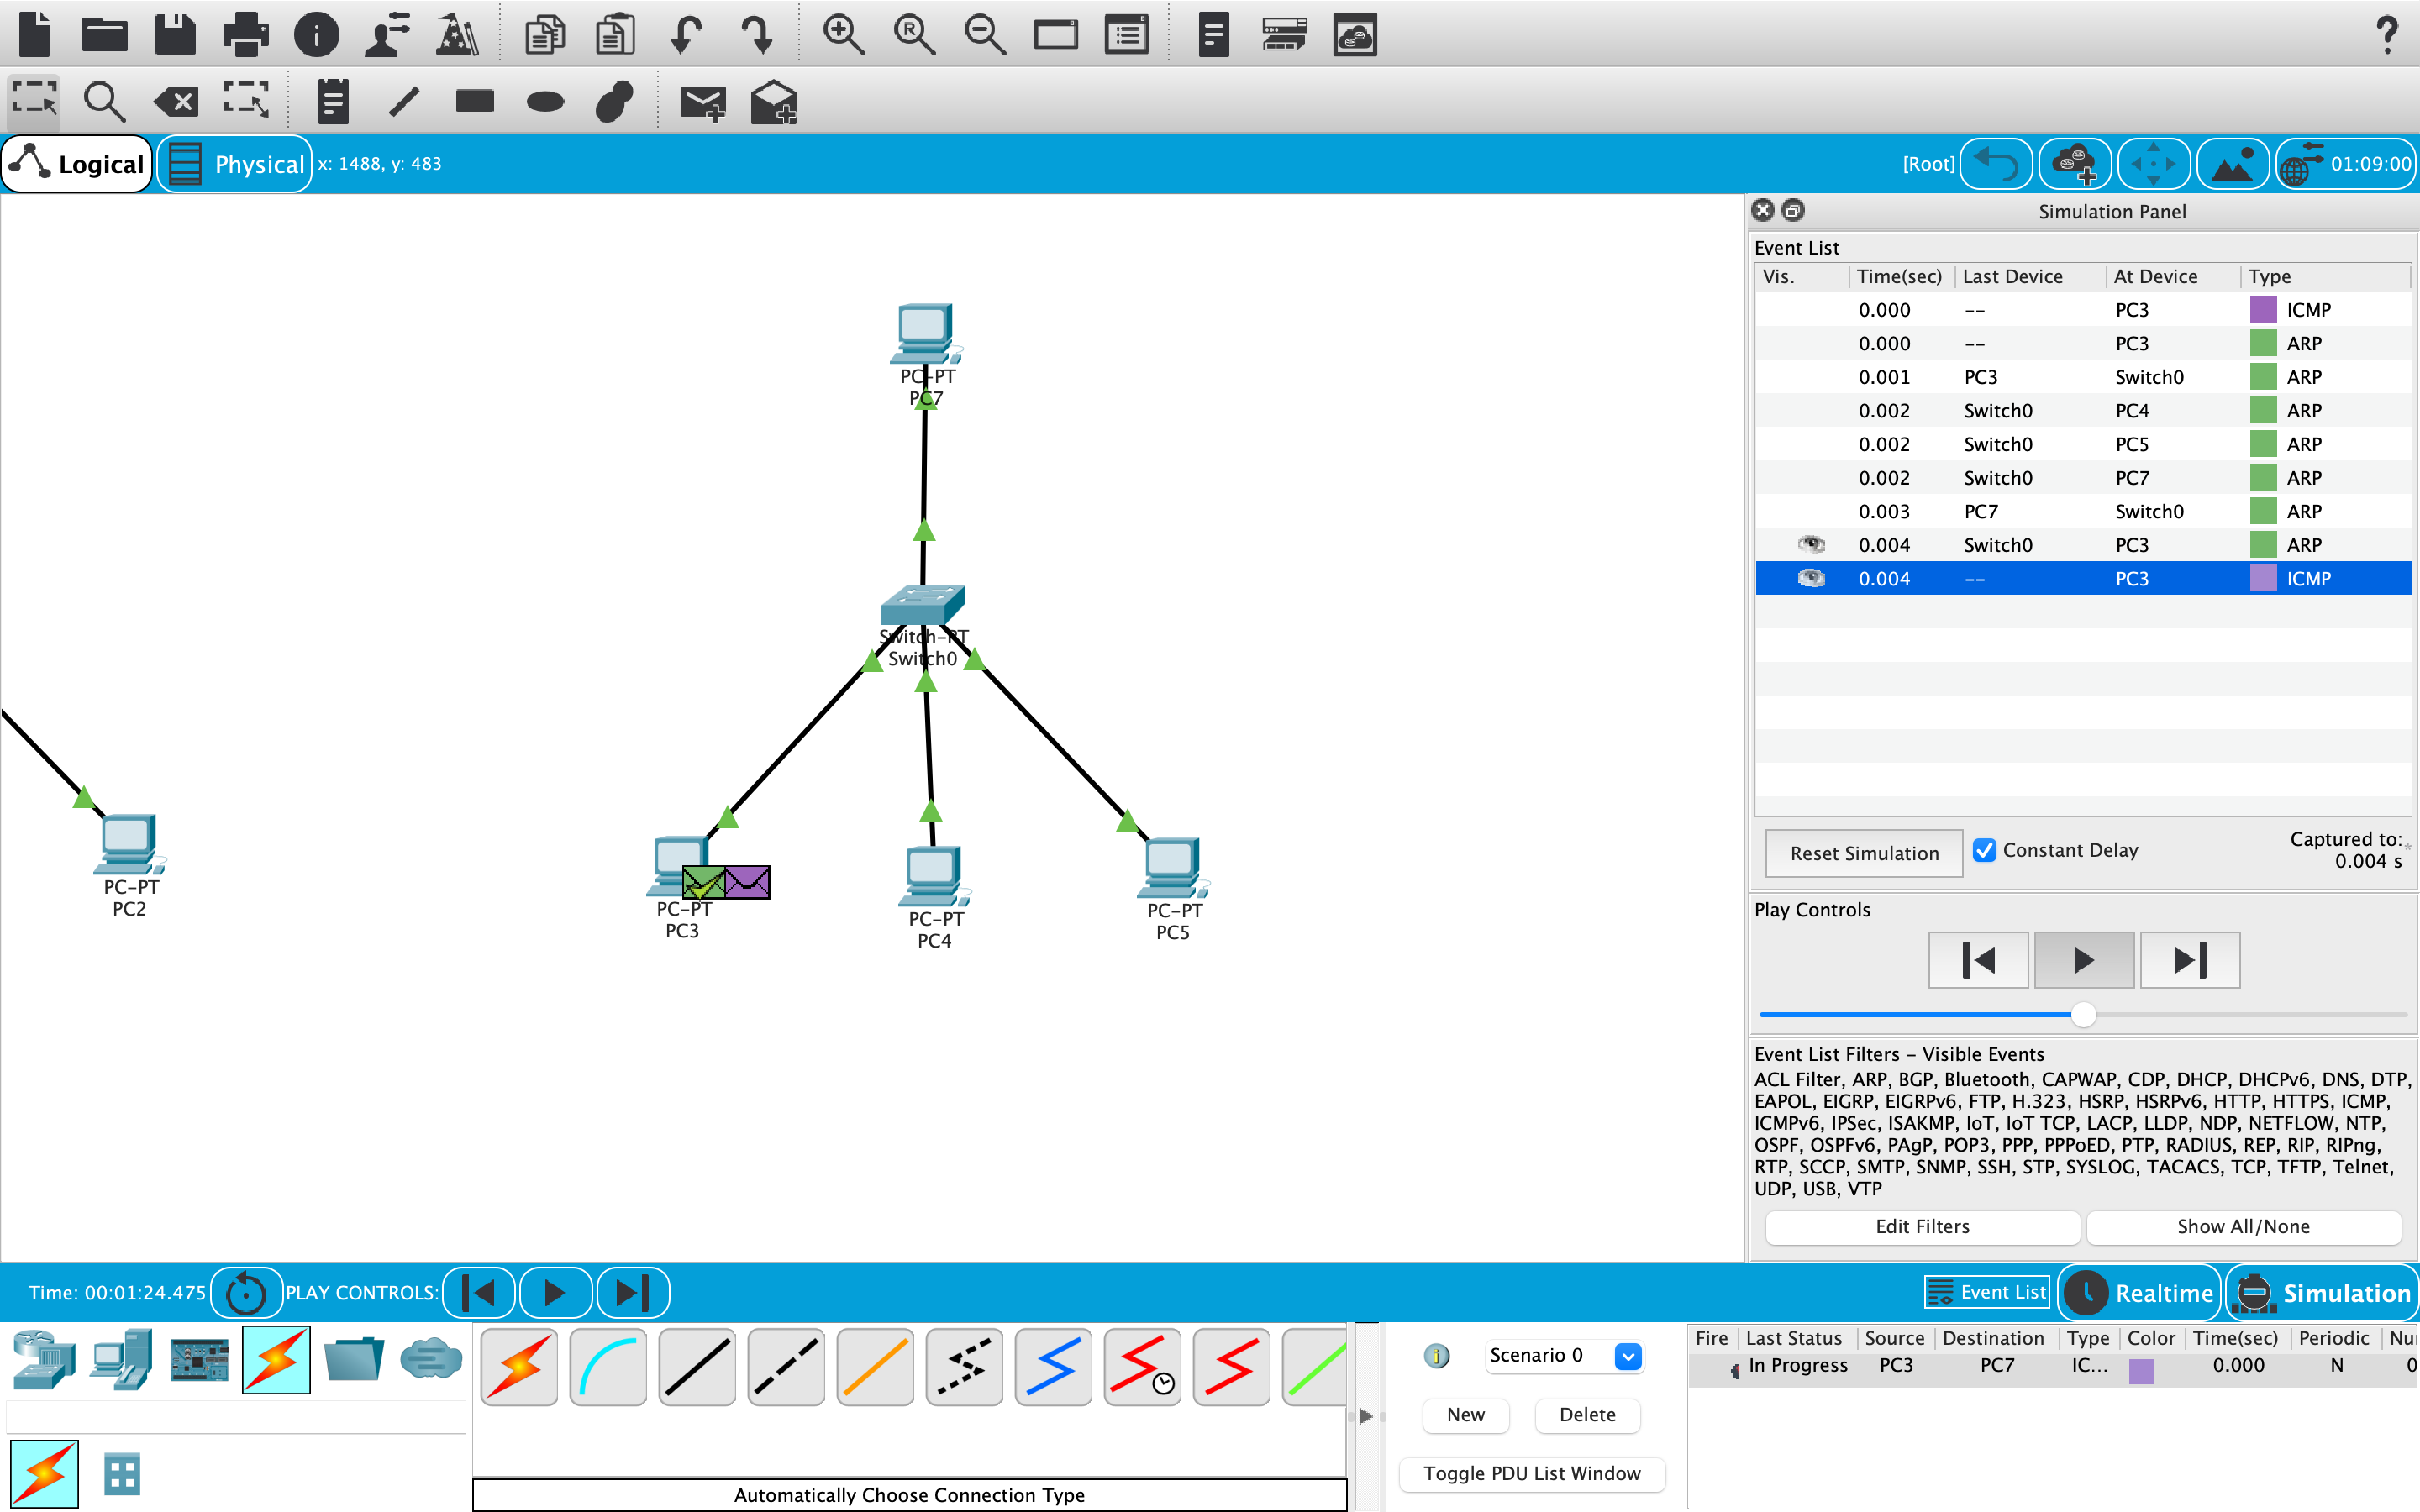 ?
Logical
Physical
x: 1488, y: 483
[Root]
01:09:00
Simulation Panel
Event List
Vis. Time(sec) Last Device At Device Type
0.000 -- PC3 ICMP
0.000 -- PC3 ARP
0.001 PC3 Switch0 ARP
0.002 Switch0 PC4 ARP
0.002 Switch0 PC5 ARP
0.002 Switch0 PC7 ARP
0.003 PC7 Switch0 ARP
0.004 Switch0 PC3 ARP
0.004 -- PC3 ICMP
Reset Simulation
Constant Delay
Captured to: *
0.004 s
Play Controls
Event List Filters – Visible Events
ACL Filter, ARP, BGP, Bluetooth, CAPWAP, CDP, DHCP, DHCPv6, DNS, DTP,
EAPOL, EIGRP, EIGRPv6, FTP, H.323, HSRP, HSRPv6, HTTP, HTTPS, ICMP,
ICMPv6, IPSec, ISAKMP, IoT, IoT TCP, LACP, LLDP, NDP, NETFLOW, NTP,
OSPF, OSPFv6, PAgP, POP3, PPP, PPPoED, PTP, RADIUS, REP, RIP, RIPng,
RTP, SCCP, SMTP, SNMP, SSH, STP, SYSLOG, TACACS, TCP, TFTP, Telnet,
UDP, USB, VTP
Edit Filters
Show All/None
PC-PT
PC7
Switch-PT
Switch0
PC-PT
PC2
PC-PT
PC3
PC-PT
PC4
PC-PT
PC5
Time: 00:01:24.475
PLAY CONTROLS:
Event List
Realtime
Simulation
Automatically Choose Connection Type
Scenario 0
New
Delete
Toggle PDU List Window
Fire Last Status Source Destination Type Color Time(sec) Periodic
In Progress PC3 PC7 IC... 0.000 N 0
R